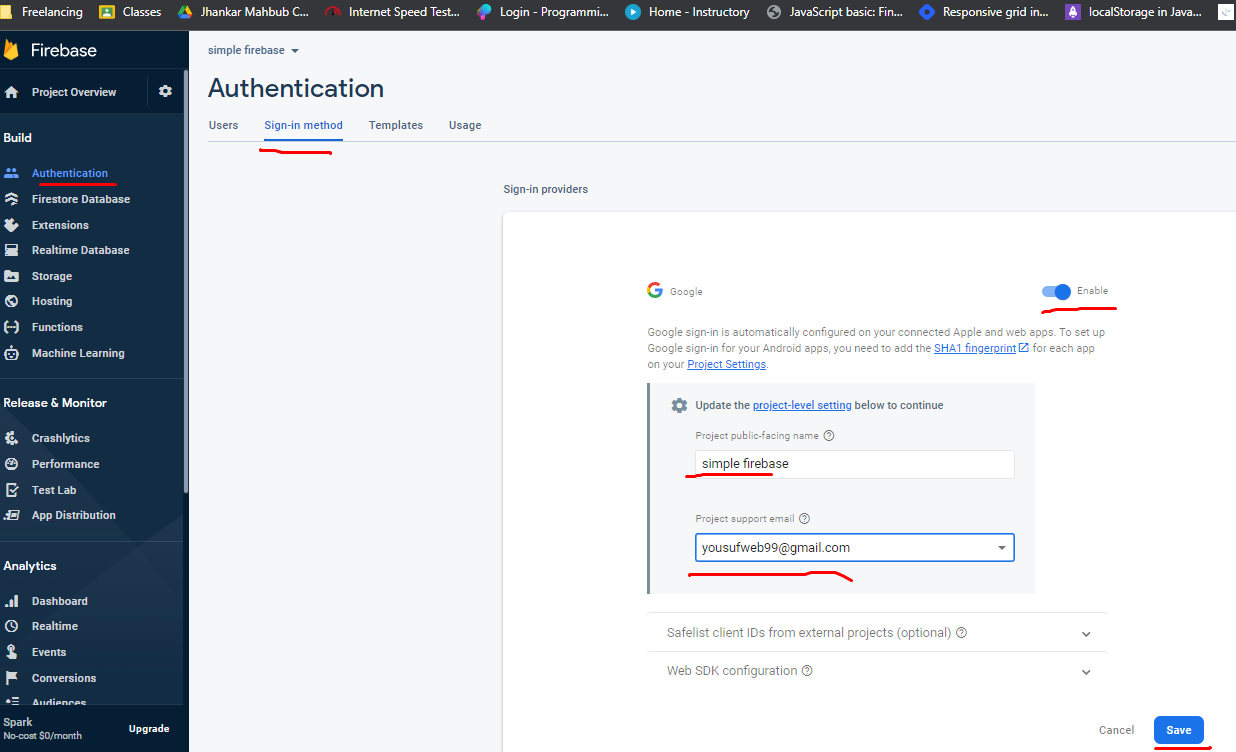 Freelancing
Classes
Jhankar Mahbub C...
Internet Speed Test...
Login - Programmi...
Home - Instructory
JavaScript basic: Fin...
Responsive grid in...
localStorage in Java...
Firebase
Project Overview
Build
Authentication
Firestore Database
Extensions
Realtime Database
Storage
Hosting
Functions
Machine Learning
Release & Monitor
Crashlytics
Performance
Test Lab
App Distribution
Analytics
Dashboard
Realtime
Events
Conversions
Audiences
Spark
No-cost $0/month
Upgrade
simple firebase
Authentication
Users
Sign-in method
Templates
Usage
Sign-in providers
Google
Enable
Google sign-in is automatically configured on your connected Apple and web apps. To set up
Google sign-in for your Android apps, you need to add the SHA1 fingerprint for each app
on your Project Settings.
Update the project-level setting below to continue
Project public-facing name
simple firebase
Project support email
yousufweb99@gmail.com
Safelist client IDs from external projects (optional)
Web SDK configuration
Cancel
Save